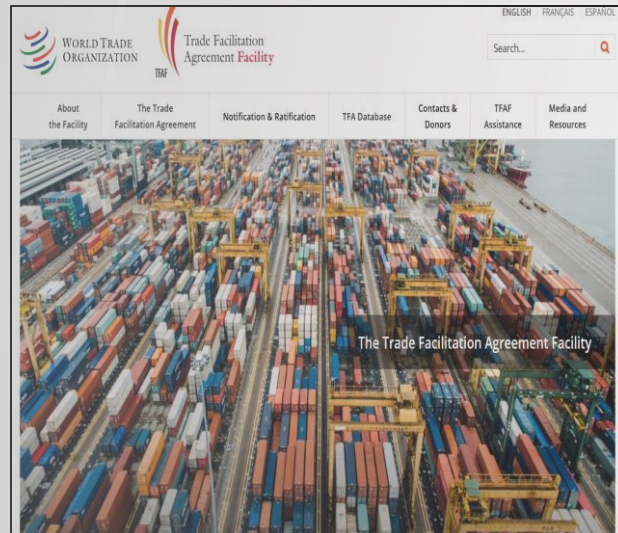 ENGLISH FRANÇAIS ESPAÑOL
WORLD TRADE
ORGANIZATION
TFAF
Trade Facilitation
Agreement Facility
Search...
About
the Facility
The Trade
Facilitation Agreement
Notification & Ratification
TFA Database
Contacts &
Donors
TFAF
Assistance
Media and
Resources
The Trade Facilitation Agreement Facility